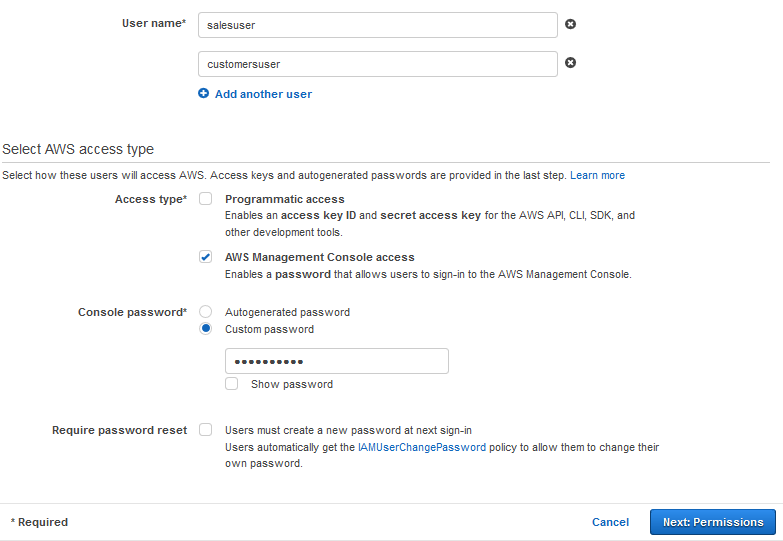 User name*
salesuser
customersuser
Add another user
Select AWS access type
Select how these users will access AWS. Access keys and autogenerated passwords are provided in the last step. Learn more
Access type*
Programmatic access
Enables an access key ID and secret access key for the AWS API, CLI, SDK, and
other development tools.
AWS Management Console access
Enables a password that allows users to sign-in to the AWS Management Console.
Console password*
Autogenerated password
Custom password
••••••••••
Show password
Require password reset
Users must create a new password at next sign-in
Users automatically get the IAMUserChangePassword policy to allow them to change their
own password.
* Required
Cancel
Next: Permissions